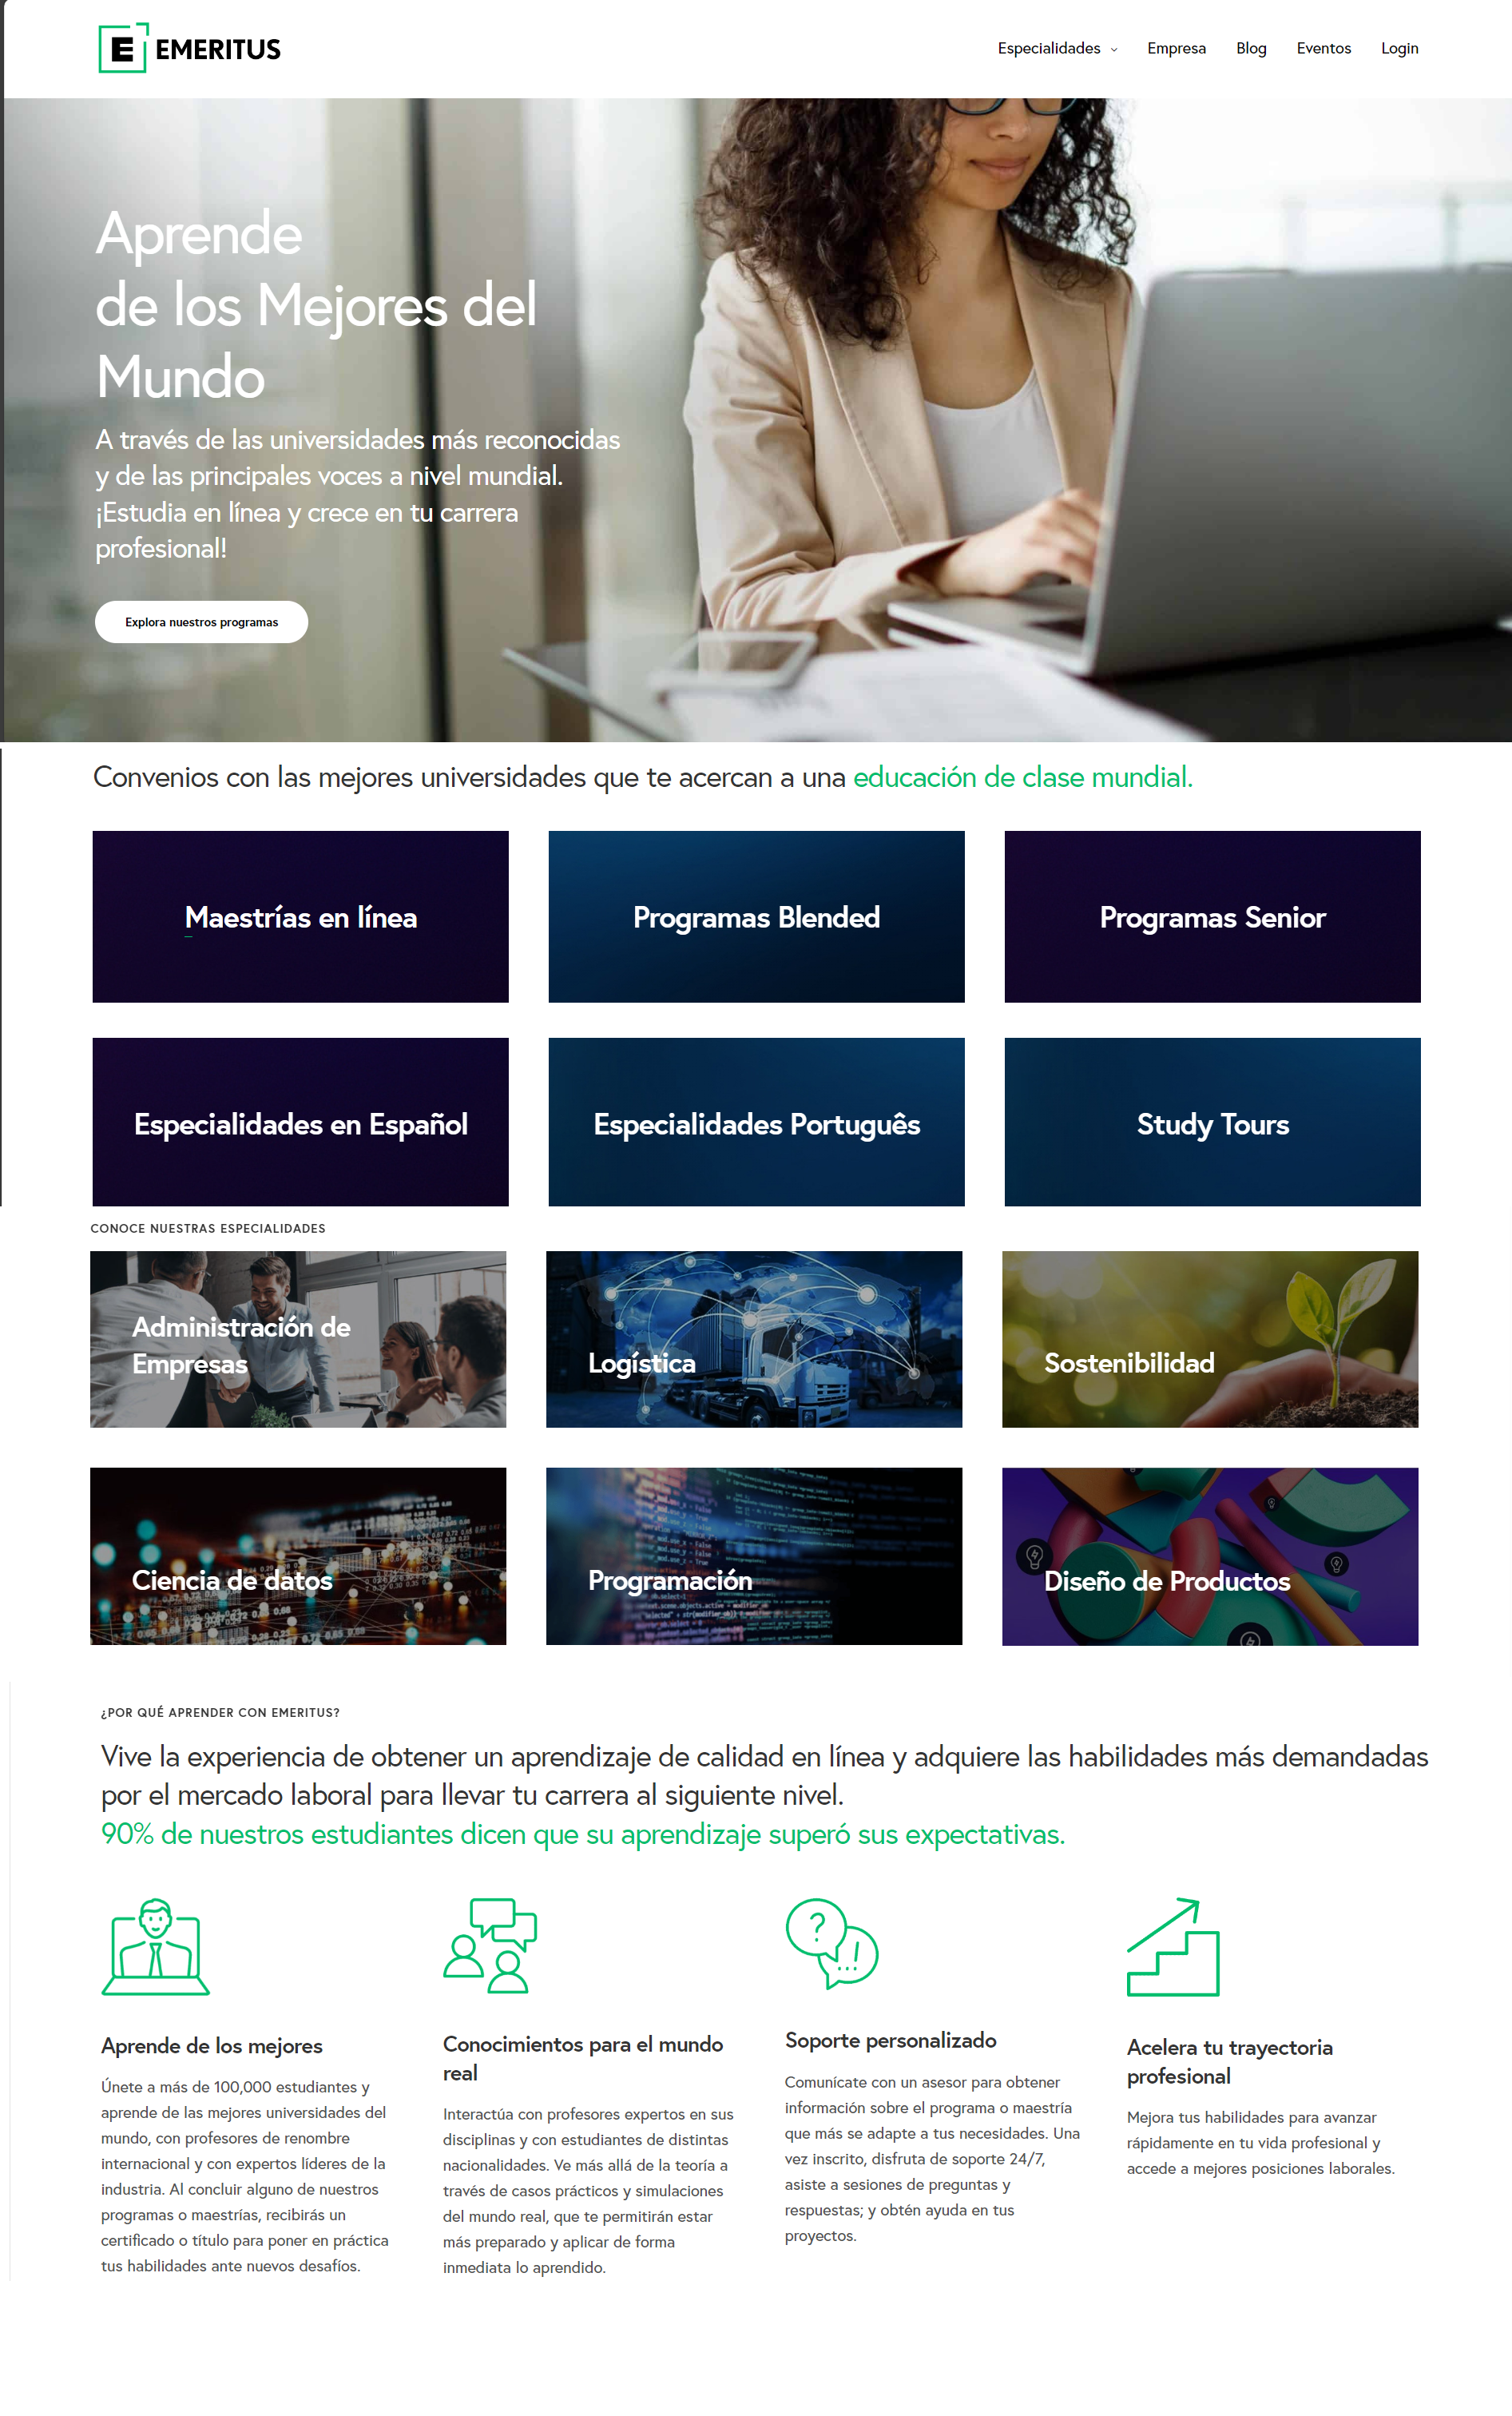 E EMERITUS
Especialidades Empresa Blog Eventos Login
Aprende
de los Mejores del
Mundo
A través de las universidades más reconocidas
y de las principales voces a nivel mundial.
¡Estudia en línea y crece en tu carrera
profesional!
Explora nuestros programas
Convenios con las mejores universidades que te acercan a una educación de clase mundial.
Maestrías en línea
Programas Blended
Programas Senior
Especialidades en Español
Especialidades Português
Study Tours
CONOCE NUESTRAS ESPECIALIDADES
Administración de
Empresas
Logística
Sostenibilidad
Ciencia de datos
Programación
Diseño de Productos
¿POR QUÉ APRENDER CON EMERITUS?
Vive la experiencia de obtener un aprendizaje de calidad en línea y adquiere las habilidades más demandadas
por el mercado laboral para llevar tu carrera al siguiente nivel.
90% de nuestros estudiantes dicen que su aprendizaje superó sus expectativas.
Aprende de los mejores
Únete a más de 100,000 estudiantes y
aprende de las mejores universidades del
mundo, con profesores de renombre
internacional y con expertos líderes de la
industria. Al concluir alguno de nuestros
programas o maestrías, recibirás un
certificado o título para poner en práctica
tus habilidades ante nuevos desafíos.
Conocimientos para el mundo
real
Interactúa con profesores expertos en sus
disciplinas y con estudiantes de distintas
nacionalidades. Ve más allá de la teoría a
través de casos prácticos y simulaciones
del mundo real, que te permitirán estar
más preparado y aplicar de forma
inmediata lo aprendido.
Soporte personalizado
Comunícate con un asesor para obtener
información sobre el programa o maestría
que más se adapte a tus necesidades. Una
vez inscrito, disfruta de soporte 24/7,
asiste a sesiones de preguntas y
respuestas; y obtén ayuda en tus
proyectos.
Acelera tu trayectoria
profesional
Mejora tus habilidades para avanzar
rápidamente en tu vida profesional y
accede a mejores posiciones laborales.